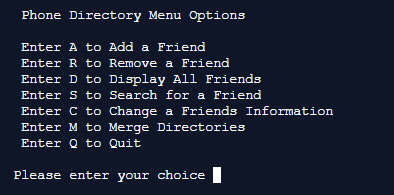 Phone Directory Menu Options
Enter A to Add a Friend
Enter R to Remove a Friend
Enter D to Display All Friends
Enter S to Search for a Friend
Enter C to Change a Friends Information
Enter M to Merge Directories
Enter Q to Quit
Please enter your choice